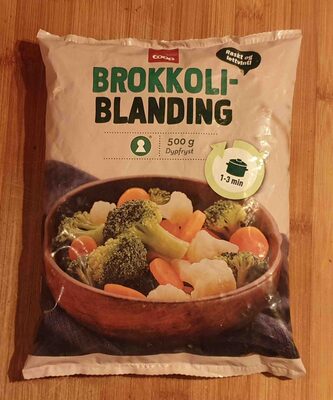 coop
Raskt og
lettvint!
BROKKOLI-
BLANDING
500 g
Dypfryst
1-3 min